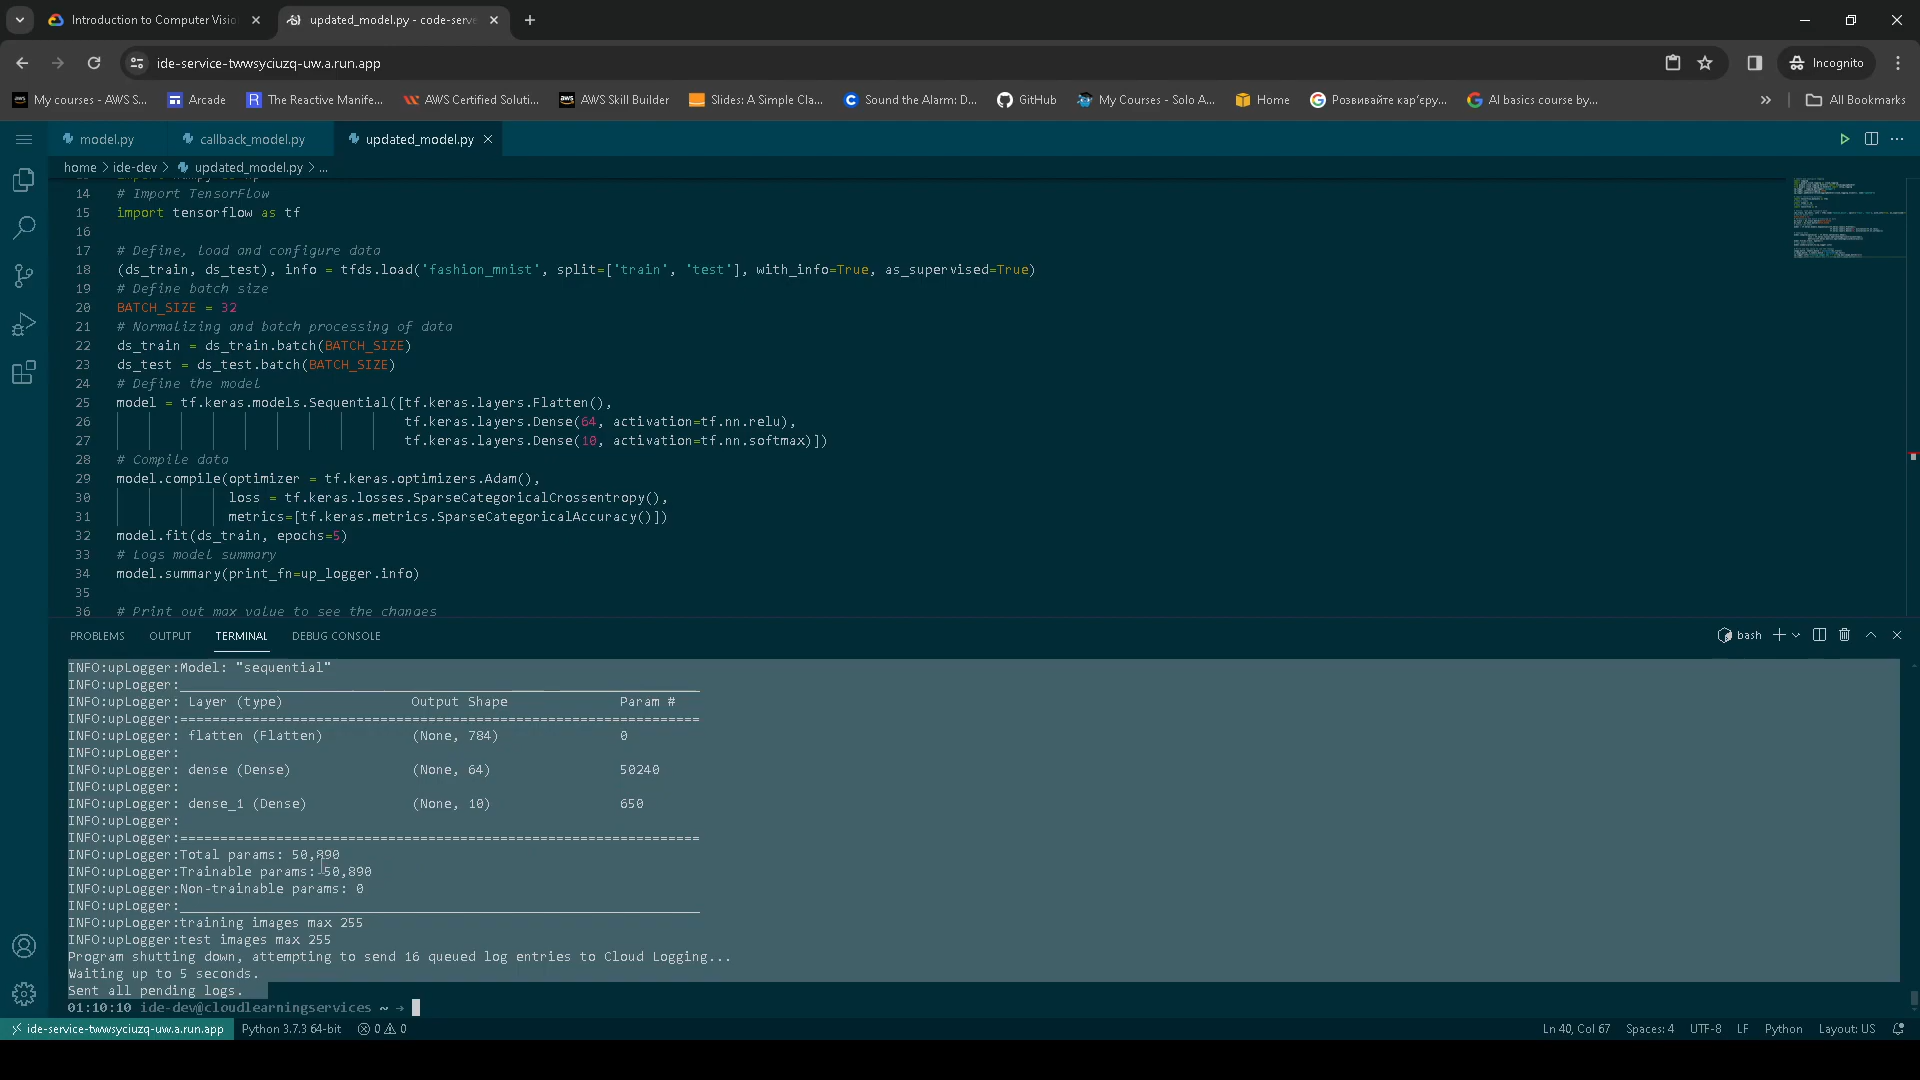 Introduction to Computer Visio
updated_model.py - code-serve
ide-service-twwsyciuzq-uw.a.run.app
Incognito
My courses - AWS S...
Arcade
The Reactive Manife...
AWS Certified Soluti...
AWS Skill Builder
Slides: A Simple Cla...
Sound the Alarm: D...
GitHub
My Courses - Solo A...
Home
Розвивайте кар'єру...
AI basics course by...
All Bookmarks
model.py
callback_model.py
updated_model.py
home > ide-dev > updated_model.py > ...
14 # Import TensorFlow
15 import tensorflow as tf
16
17 # Define, load and configure data
18 (ds_train, ds_test), info = tfds.load('fashion_mnist', split=['train', 'test'], with_info=True, as_supervised=True)
19 # Define batch size
20 BATCH_SIZE = 32
21 # Normalizing and batch processing of data
22 ds_train = ds_train.batch(BATCH_SIZE)
23 ds_test = ds_test.batch(BATCH_SIZE)
24 # Define the model
25 model = tf.keras.models.Sequential([tf.keras.layers.Flatten(),
26 tf.keras.layers.Dense(64, activation=tf.nn.relu),
27 tf.keras.layers.Dense(10, activation=tf.nn.softmax)])
28 # Compile data
29 model.compile(optimizer = tf.keras.optimizers.Adam(),
30 loss = tf.keras.losses.SparseCategoricalCrossentropy(),
31 metrics=[tf.keras.metrics.SparseCategoricalAccuracy()])
32 model.fit(ds_train, epochs=5)
33 # Logs model summary
34 model.summary(print_fn=up_logger.info)
35
36 # Print out max value to see the changes
PROBLEMS
OUTPUT
TERMINAL
DEBUG CONSOLE
bash
INFO:upLogger:Model: "sequential"
INFO:upLogger:_________________________________________________________________
INFO:upLogger: Layer (type) Output Shape Param #
INFO:upLogger:=================================================================
INFO:upLogger: flatten (Flatten) (None, 784) 0
INFO:upLogger:
INFO:upLogger: dense (Dense) (None, 64) 50240
INFO:upLogger:
INFO:upLogger: dense_1 (Dense) (None, 10) 650
INFO:upLogger:
INFO:upLogger:=================================================================
INFO:upLogger:Total params: 50,890
INFO:upLogger:Trainable params: 50,890
INFO:upLogger:Non-trainable params: 0
INFO:upLogger:_________________________________________________________________
INFO:upLogger:training images max 255
INFO:upLogger:test images max 255
Program shutting down, attempting to send 16 queued log entries to Cloud Logging...
Waiting up to 5 seconds.
Sent all pending logs.
01:10:10 ide-dev@cloudlearningservices ~ →
ide-service-twwsyciuzq-uw.a.run.app
Python 3.7.3 64-bit
0 0
Ln 40, Col 67
Spaces: 4
UTF-8
LF
Python
Layout: US